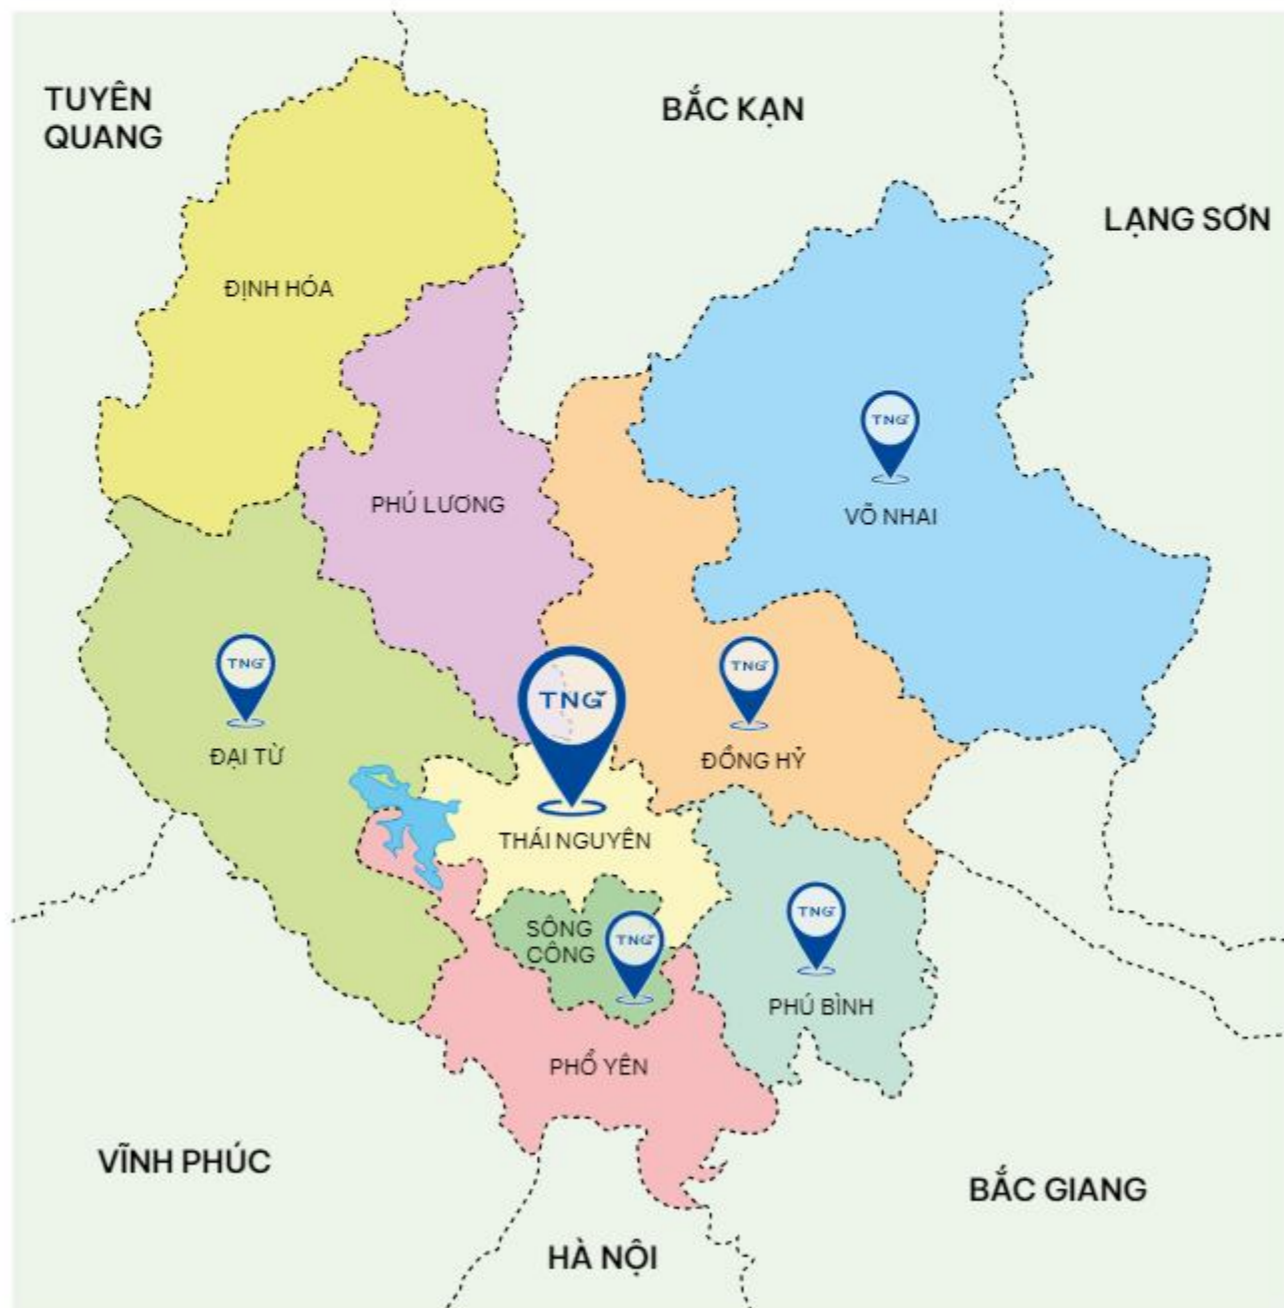 TUYÊN
QUANG
BẮC KẠN
LẠNG SƠN
ĐỊNH HÓA
TNG
PHÚ LƯƠNG
VÕ NHAI
TNG
TNG
TNG
ĐẠI TỪ
ĐỒNG HỶ
THÁI NGUYÊN
TNG
SÔNG
CÔNG
TNG
PHÚ BÌNH
PHỔ YÊN
VĨNH PHÚC
BẮC GIANG
HÀ NỘI